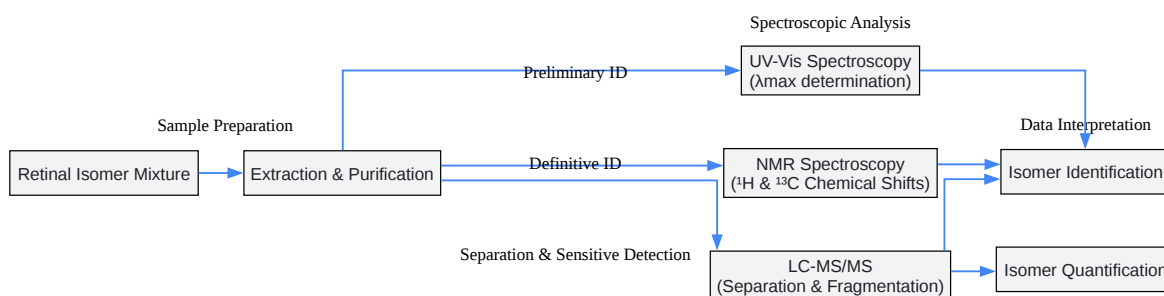 Spectroscopic Analysis
UV-Vis Spectroscopy
(λmax determination)
Preliminary ID
Sample Preparation
Data Interpretation
Retinal Isomer Mixture
Extraction & Purification
Definitive ID
NMR Spectroscopy
(¹H & ¹³C Chemical Shifts)
Isomer Identification
Separation & Sensitive Detection
LC-MS/MS
(Separation & Fragmentation)
Isomer Quantification